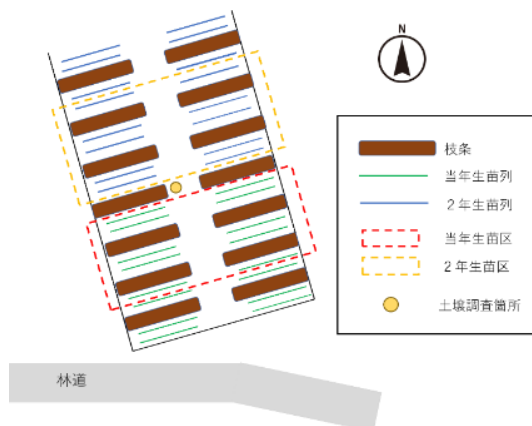 N
枝条
当年生苗列
２年生苗列
当年生苗区
２年生苗区
土壌調査箇所
林道